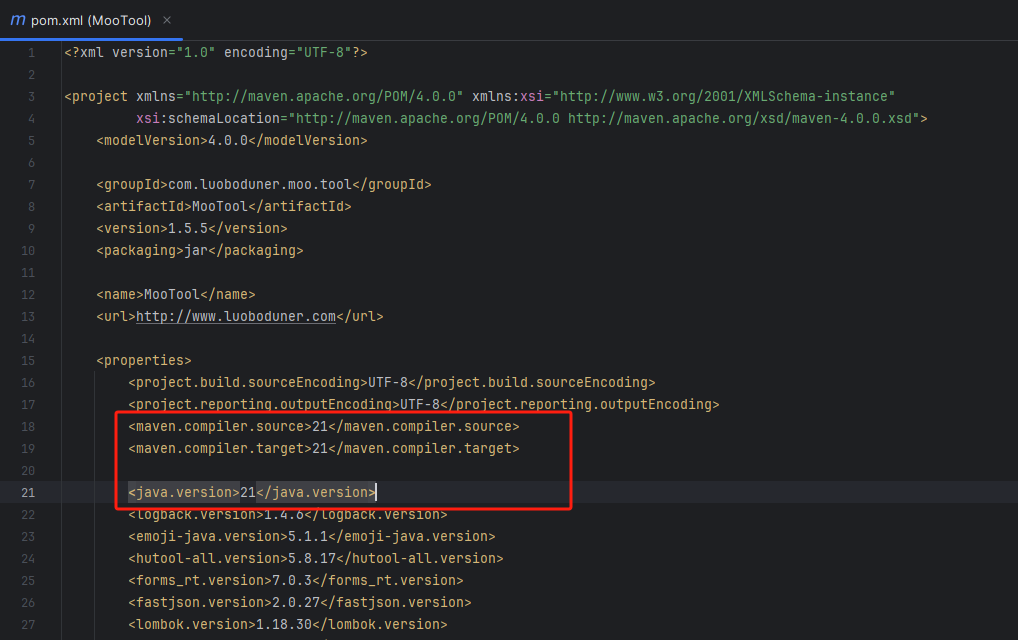 m pom.xml (MooTool) ×
1 <?xml version="1.0" encoding="UTF-8"?>
2
3 <project xmlns="http://maven.apache.org/POM/4.0.0" xmlns:xsi="http://www.w3.org/2001/XMLSchema-instance"
4 xsi:schemaLocation="http://maven.apache.org/POM/4.0.0 http://maven.apache.org/xsd/maven-4.0.0.xsd">
5 <modelVersion>4.0.0</modelVersion>
6
7 <groupId>com.luoboduner.moo.tool</groupId>
8 <artifactId>MooTool</artifactId>
9 <version>1.5.5</version>
10 <packaging>jar</packaging>
11
12 <name>MooTool</name>
13 <url>http://www.luoboduner.com</url>
14
15 <properties>
16 <project.build.sourceEncoding>UTF-8</project.build.sourceEncoding>
17 <project.reporting.outputEncoding>UTF-8</project.reporting.outputEncoding>
18 <maven.compiler.source>21</maven.compiler.source>
19 <maven.compiler.target>21</maven.compiler.target>
20
21 <java.version>21</java.version>
22 <logback.version>1.4.6</logback.version>
23 <emoji-java.version>5.1.1</emoji-java.version>
24 <hutool-all.version>5.8.17</hutool-all.version>
25 <forms_rt.version>7.0.3</forms_rt.version>
26 <fastjson.version>2.0.27</fastjson.version>
27 <lombok.version>1.18.30</lombok.version>